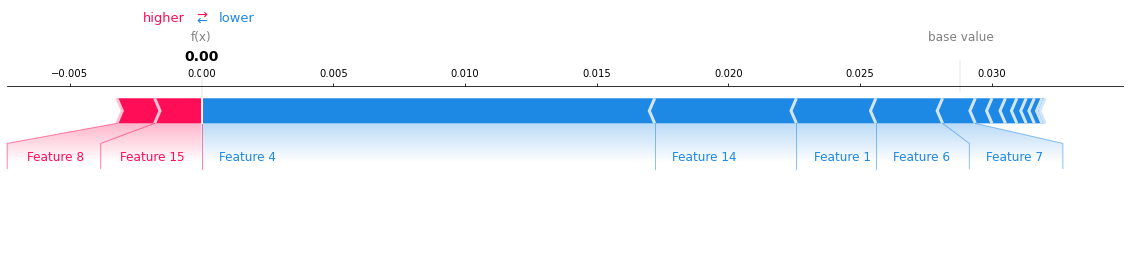 higher ⇄ lower
f(x) base value
0.00
−0.005 0.000 0.005 0.010 0.015 0.020 0.025 0.030
Feature 8 Feature 15 Feature 4 Feature 14 Feature 1 Feature 6 Feature 7